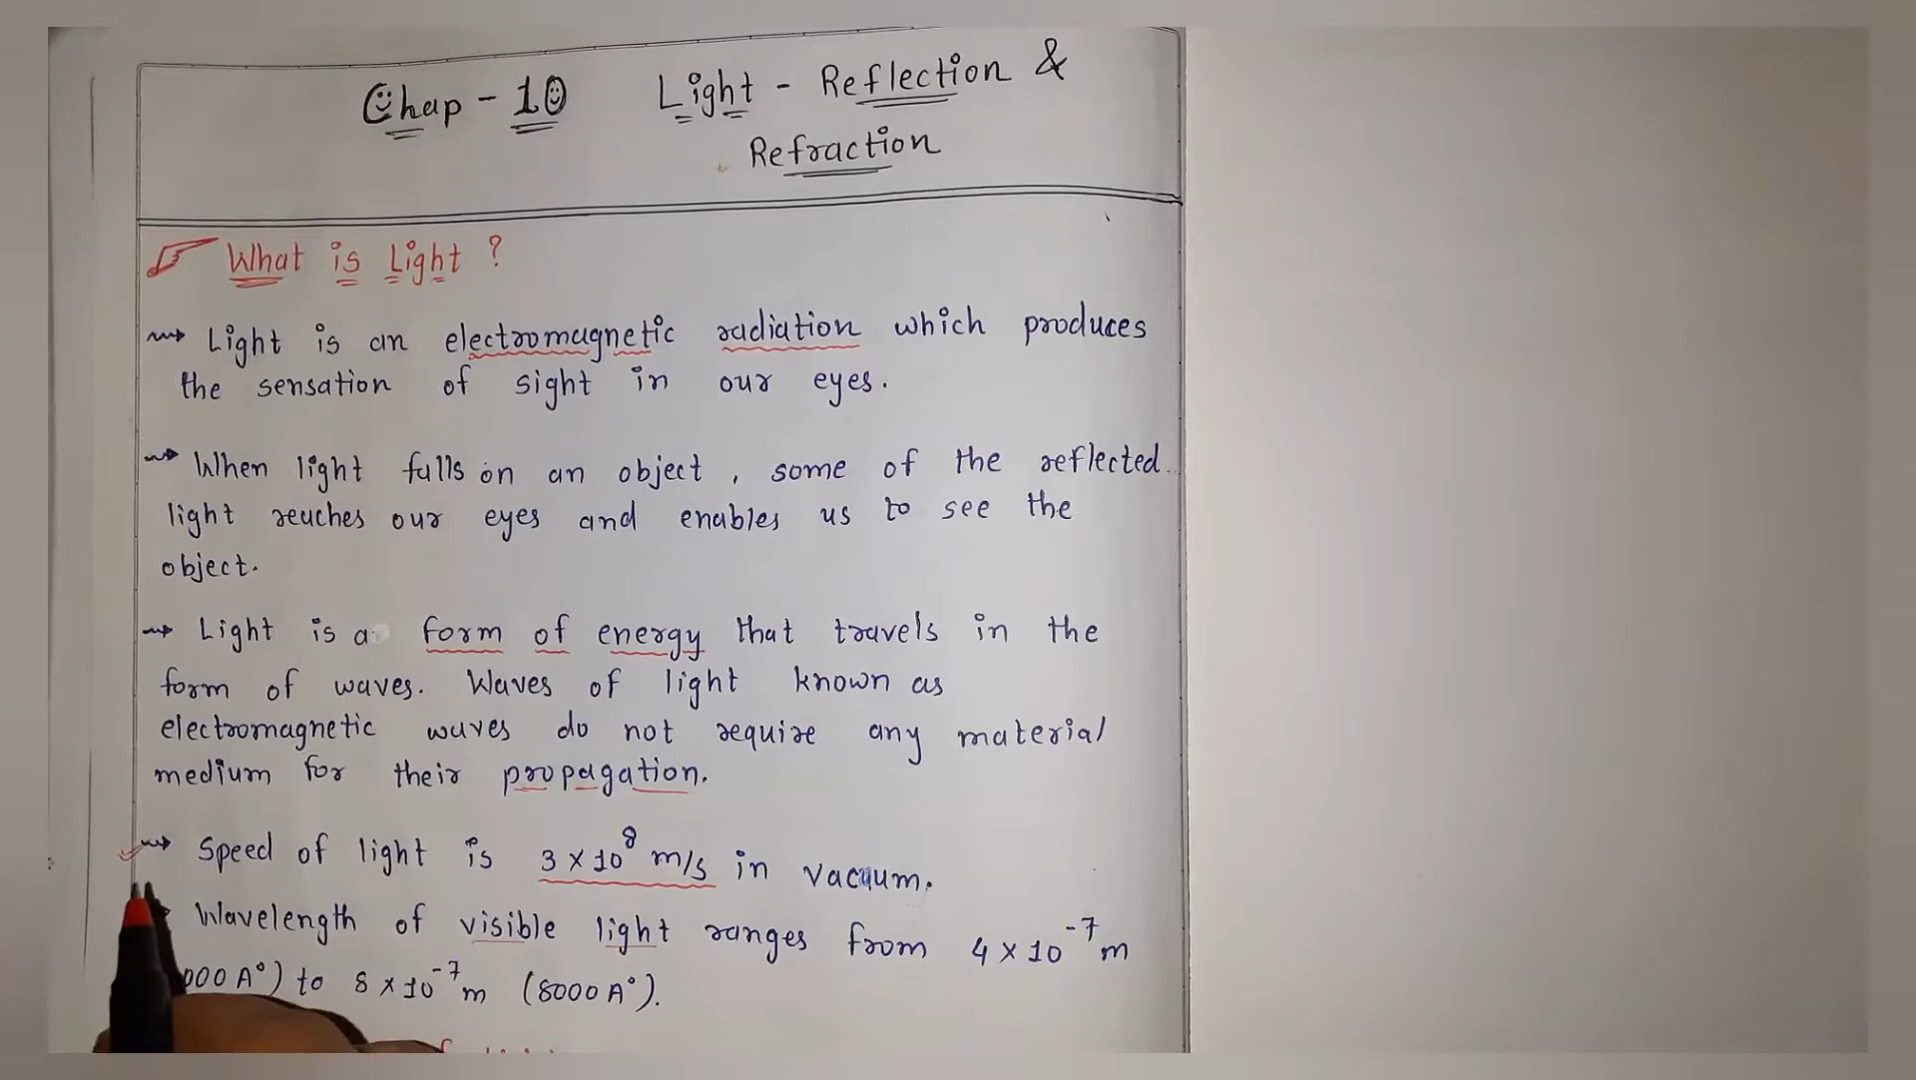 Chap - 10 Light - Reflection &
Refraction
What is Light ?
Light is an electromagnetic radiation which produces
the sensation of sight in our eyes.
When light falls on an object, some of the reflected
light reaches our eyes and enables us to see the
object.
Light is a form of energy that travels in the
form of waves. Waves of light known as
electromagnetic waves do not require any material
medium for their propagation.
Speed of light is 3 × 10⁸ m/s in vacuum.
Wavelength of visible light ranges from 4 × 10⁻⁷ m
000 A°) to 8 × 10⁻⁷ m (8000 A°).